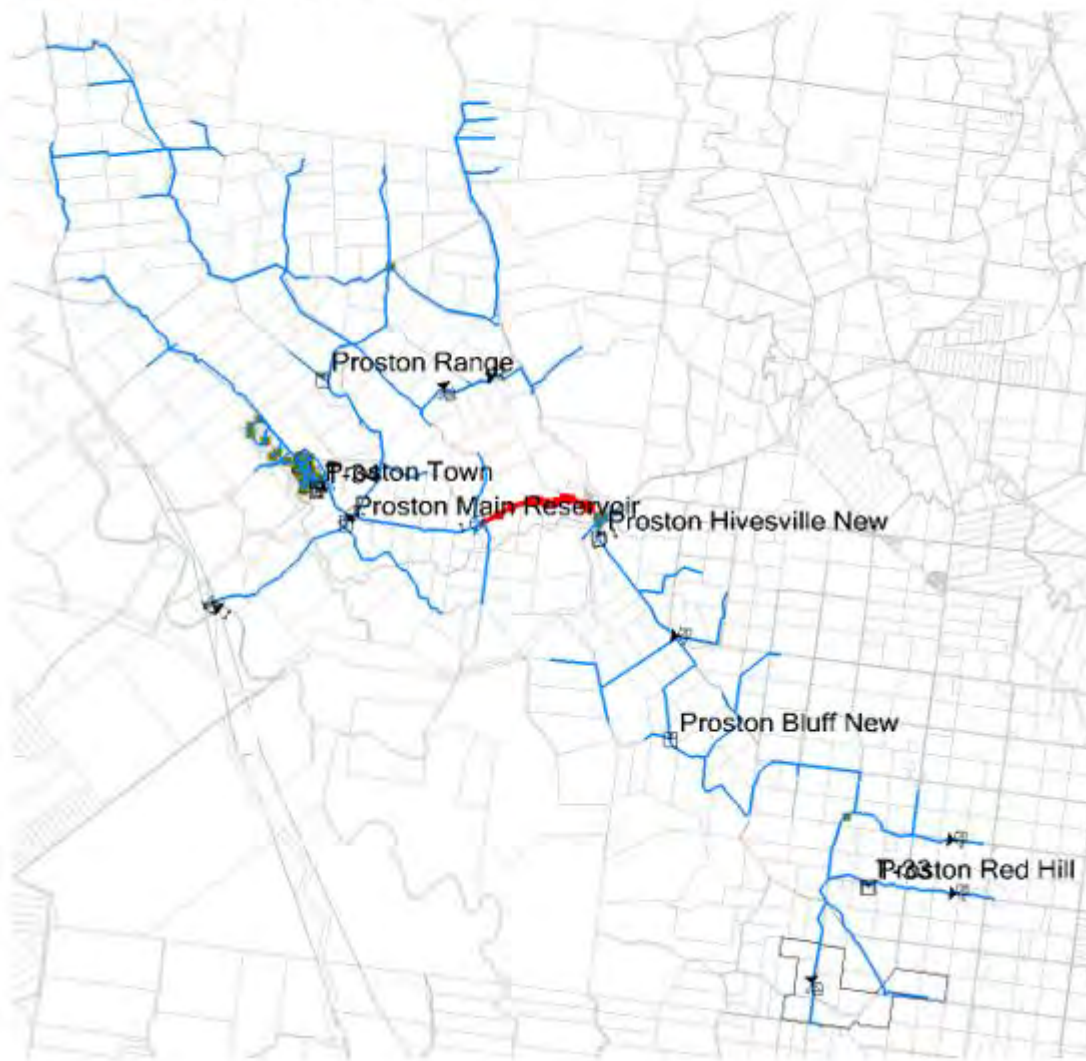 Proston Range
Proston Town
Proston Main Reservoir
Proston Hivesville New
Proston Bluff New
Proston Red Hill